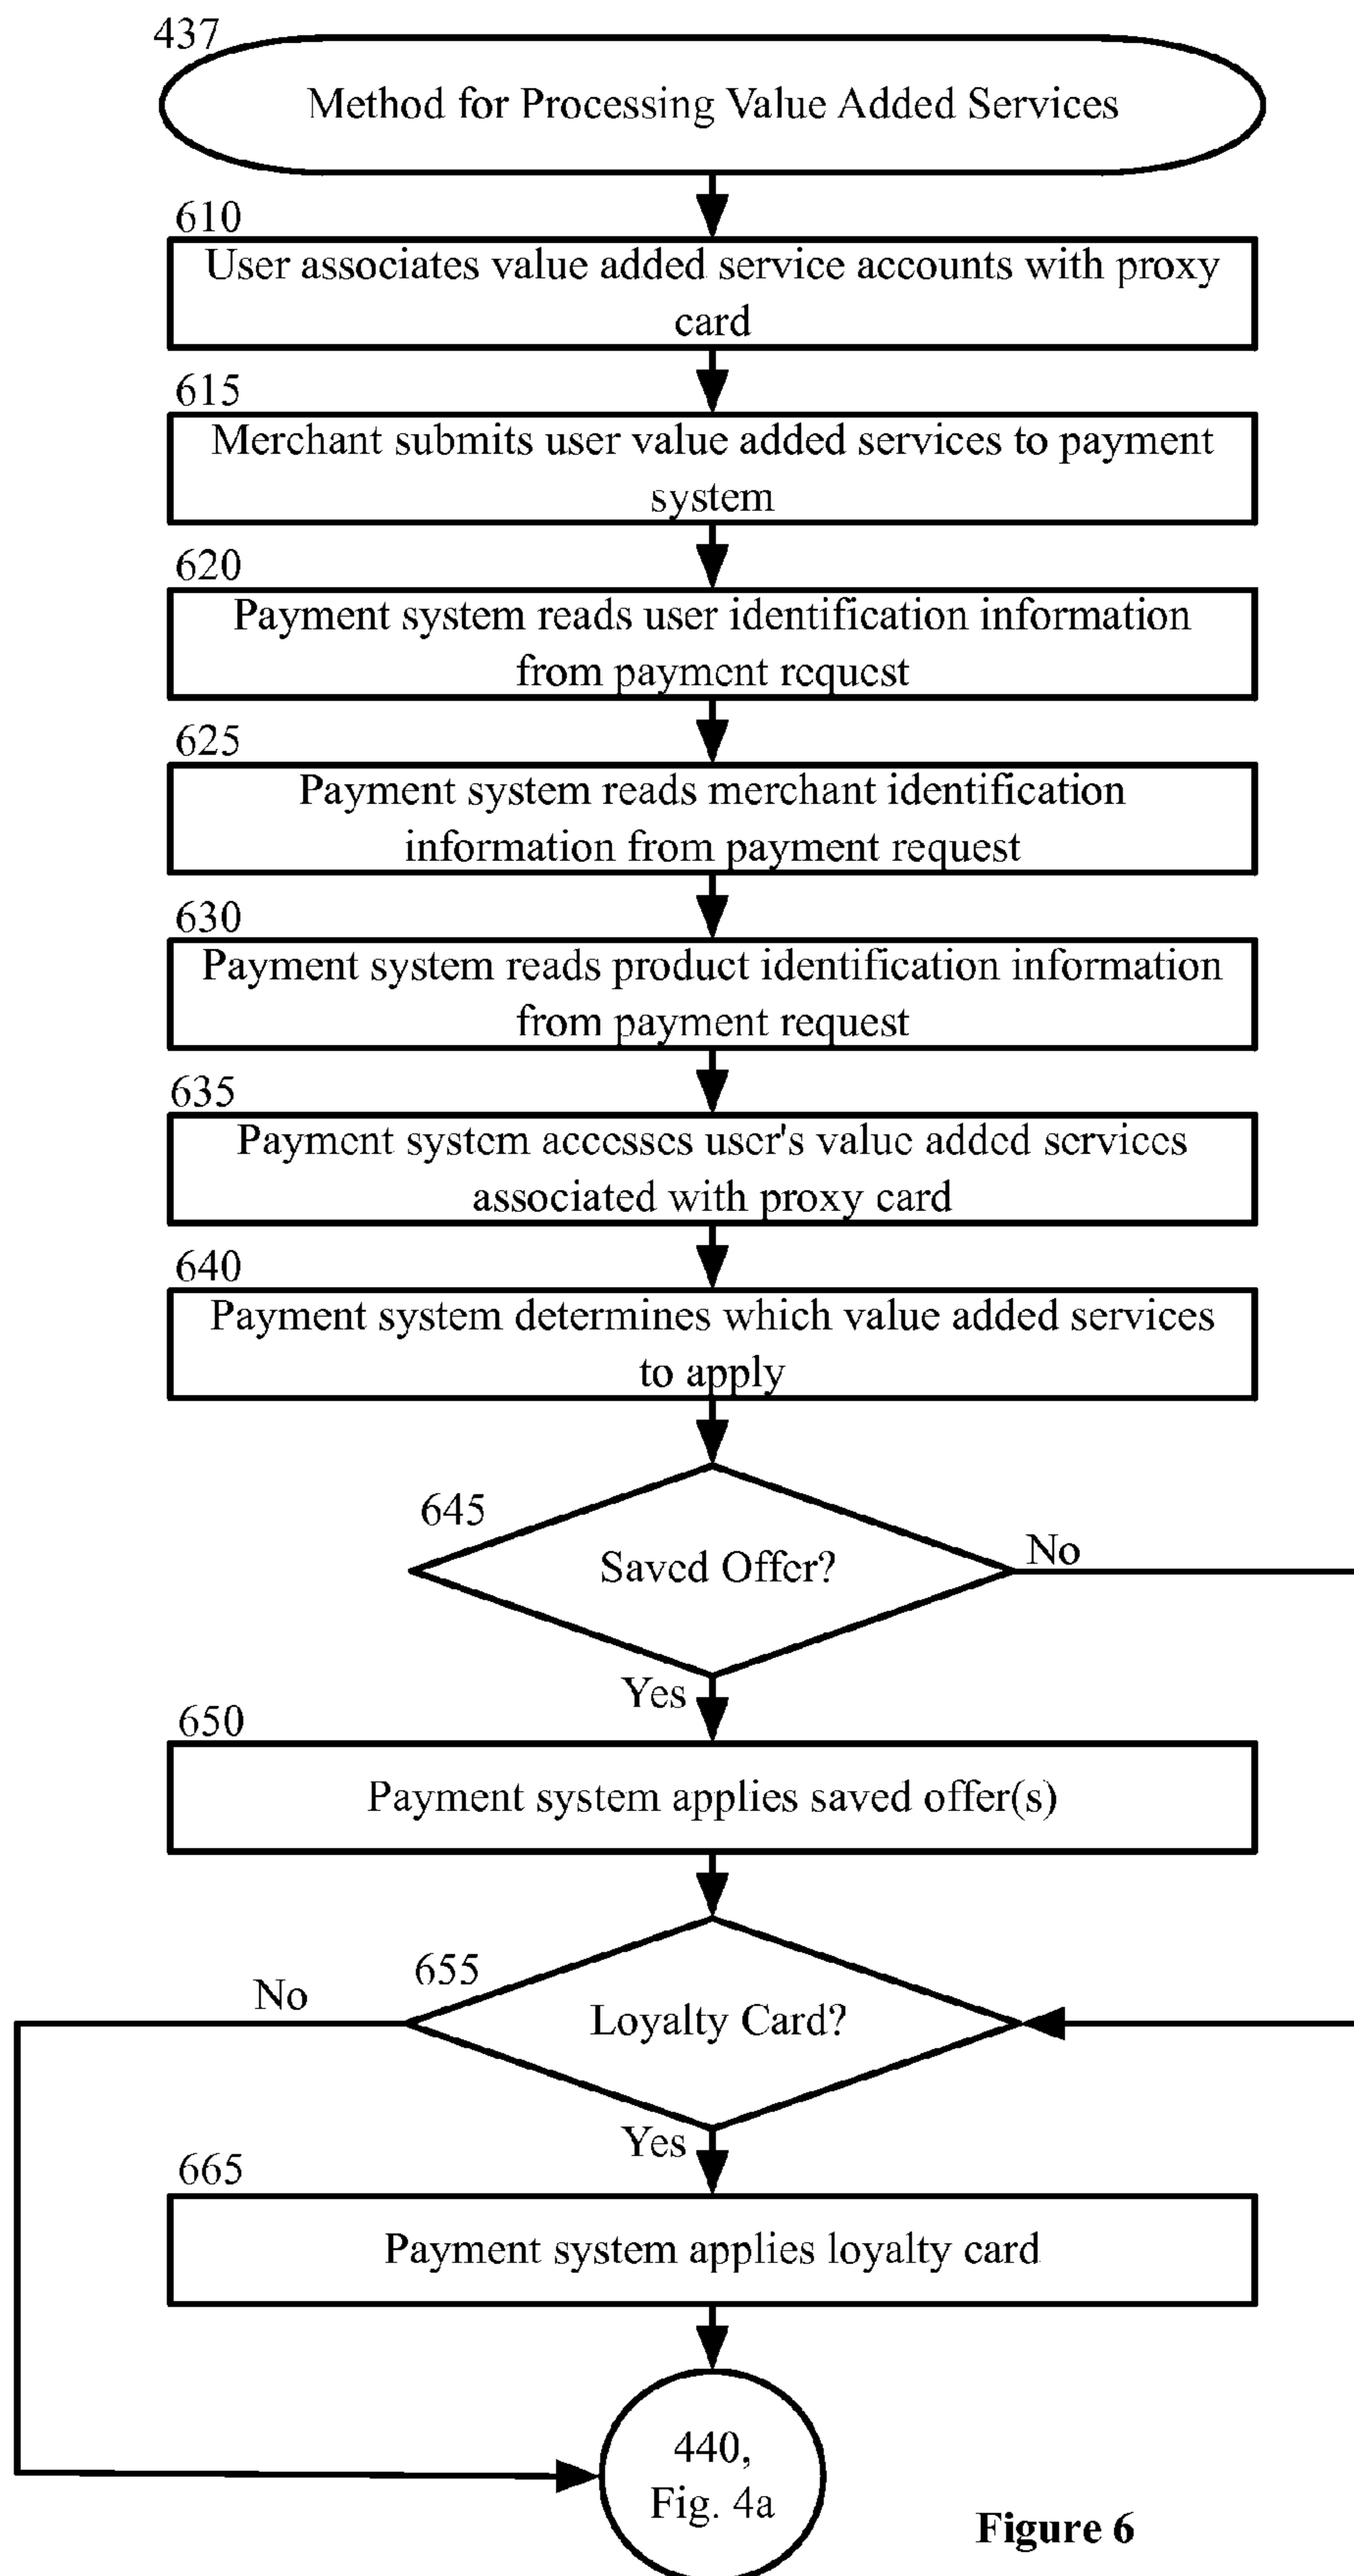 437
Method for Processing Value Added Services
610
User associates value added service accounts with proxy
card
615
Merchant submits user value added services to payment
system
620
Payment system reads user identification information
from payment request
625
Payment system reads merchant identification
information from payment request
630
Payment system reads product identification information
from payment request
635
Payment system accesses user's value added services
associated with proxy card
640
Payment system determines which value added services
to apply
645
Saved Offer?
No
Yes
650
Payment system applies saved offer(s)
655
No
Loyalty Card?
Yes
665
Payment system applies loyalty card
440,
Fig. 4a
Figure 6